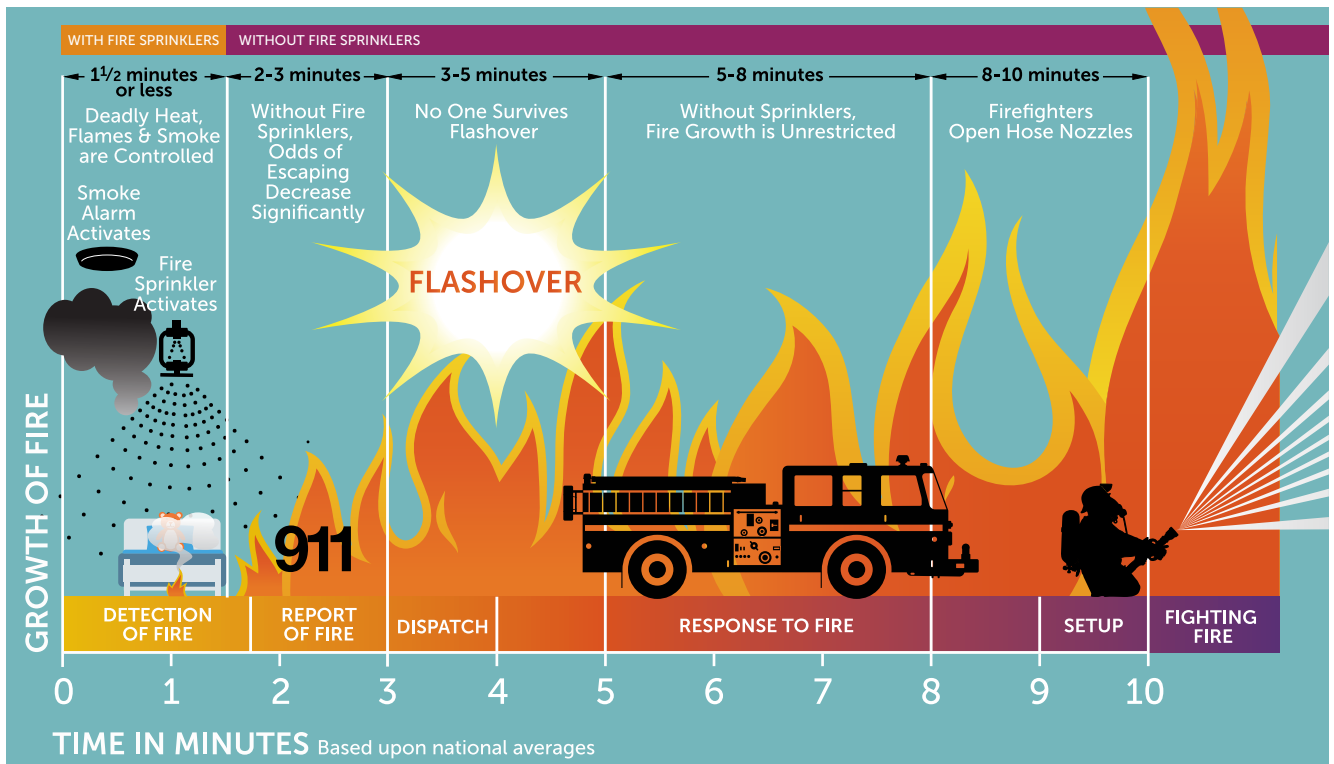 WITH FIRE SPRINKLERS
WITHOUT FIRE SPRINKLERS
1 1/2 minutes
or less
Deadly Heat,
Flames & Smoke
are Controlled
Smoke
Alarm
Activates
Fire
Sprinkler
Activates
2-3 minutes
Without Fire
Sprinklers,
Odds of
Escaping
Decrease
Significantly
3-5 minutes
No One Survives
Flashover
FLASHOVER
5-8 minutes
Without Sprinklers,
Fire Growth is Unrestricted
8-10 minutes
Firefighters
Open Hose Nozzles
911
GROWTH OF FIRE
DETECTION
OF FIRE
REPORT
OF FIRE
DISPATCH
RESPONSE TO FIRE
SETUP
FIGHTING
FIRE
0 1 2 3 4 5 6 7 8 9 10
TIME IN MINUTES Based upon national averages